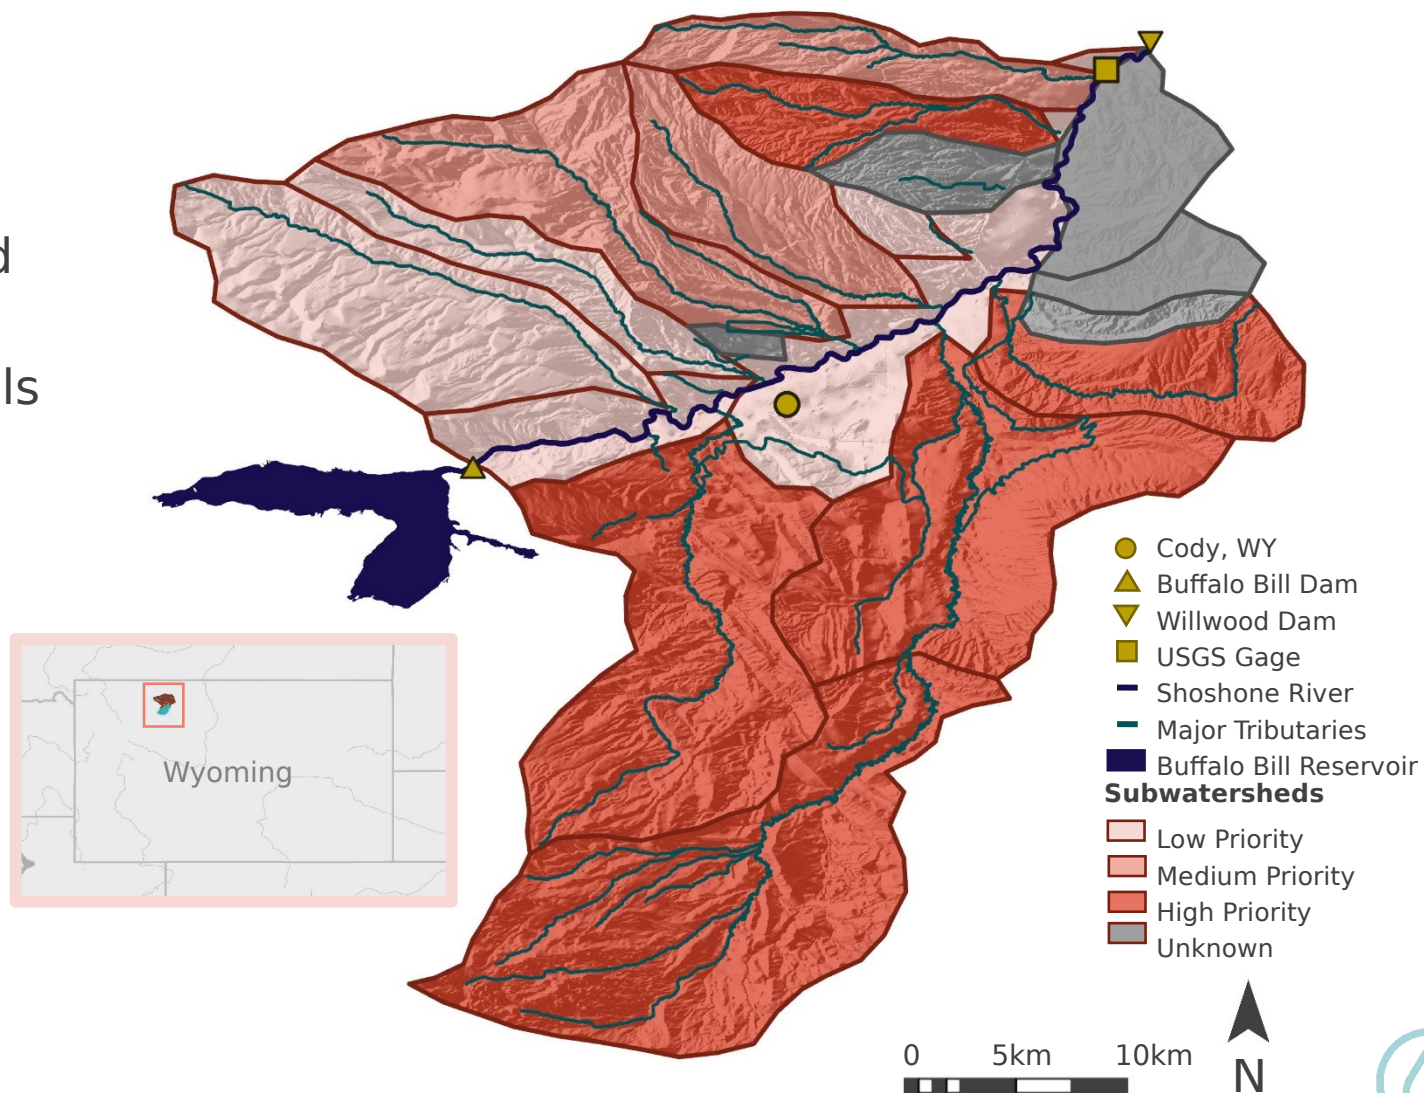 d
ls
Cody, WY
Buffalo Bill Dam
Willwood Dam
USGS Gage
Shoshone River
Major Tributaries
Buffalo Bill Reservoir
Subwatersheds
Low Priority
Medium Priority
High Priority
Unknown
Wyoming
0 5km 10km
N